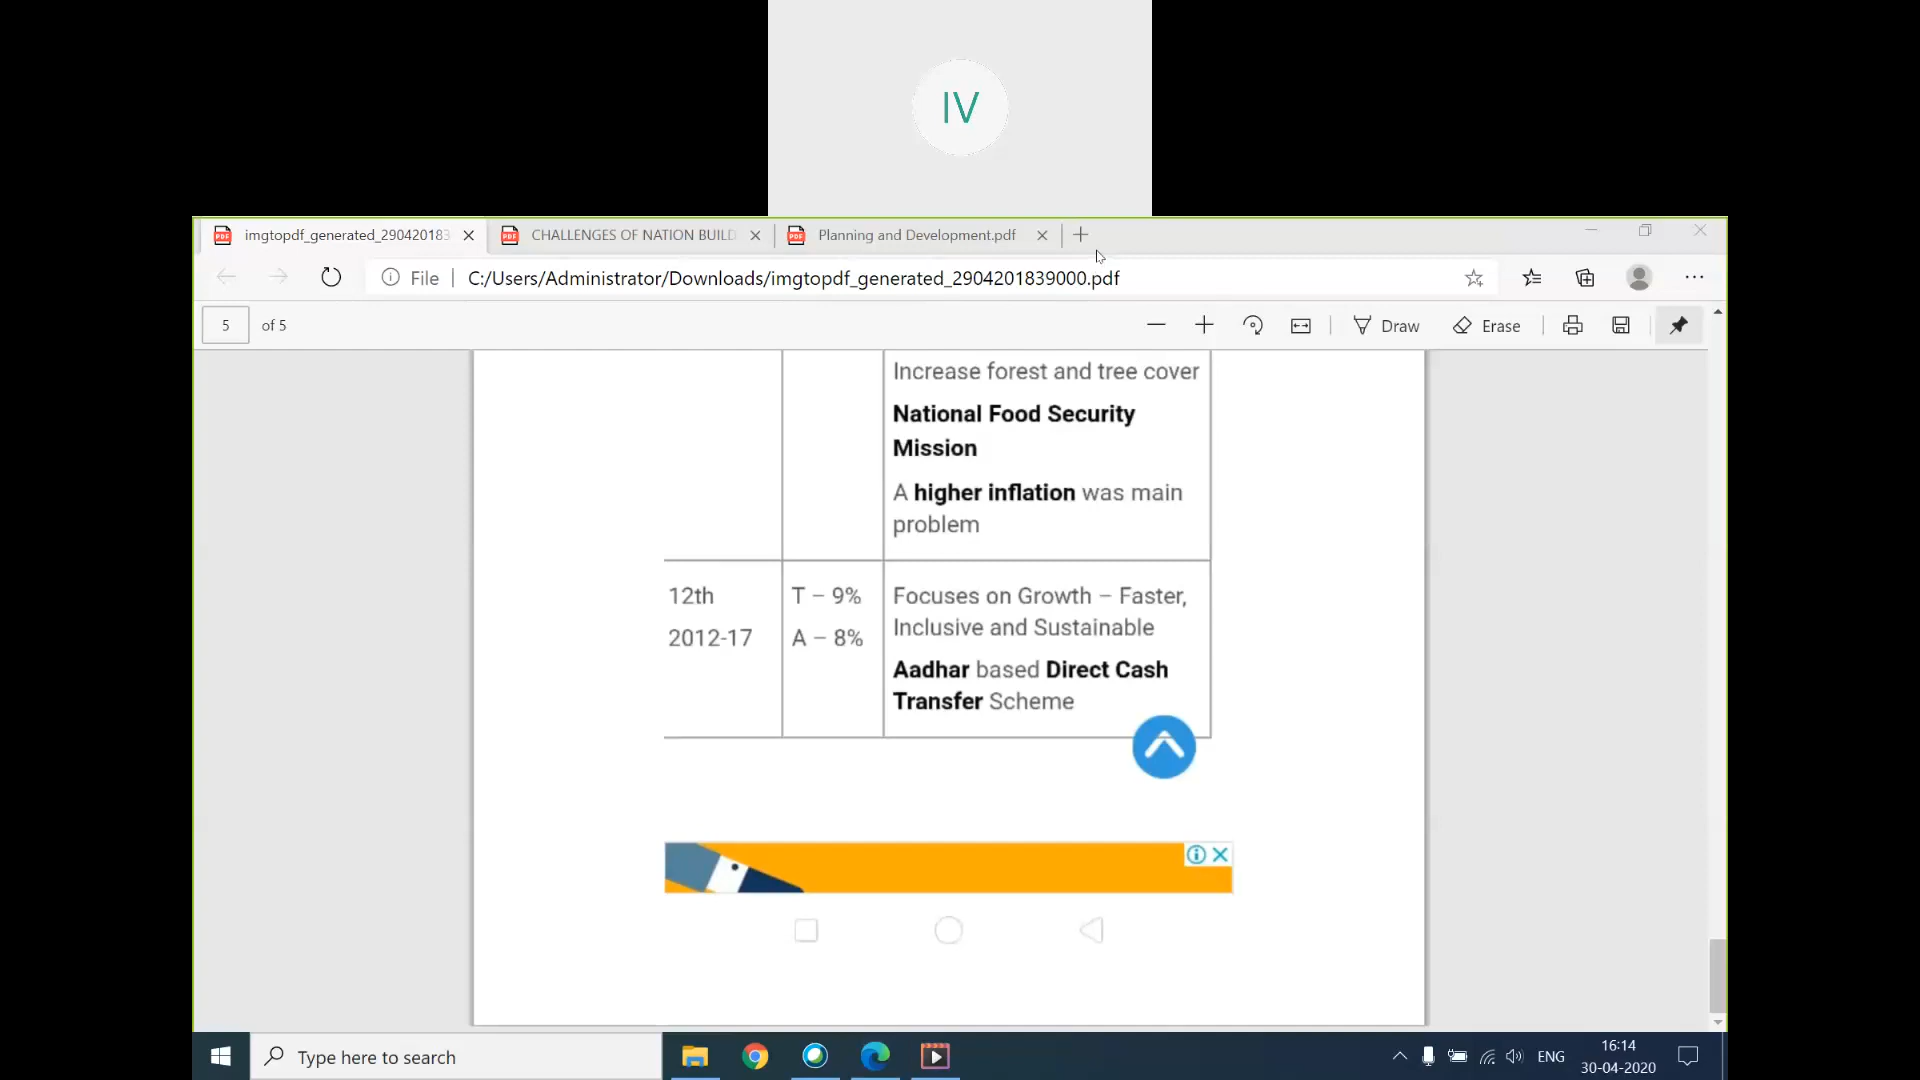 IV
imgtopdf_generated_290420183
CHALLENGES OF NATION BUILD
Planning and Development.pdf
File
C:/Users/Administrator/Downloads/imgtopdf_generated_2904201839000.pdf
5 of 5
Draw
Erase
Increase forest and tree cover
National Food Security
Mission
A higher inflation was main
problem
12th
2012-17
T – 9%
A – 8%
Focuses on Growth – Faster,
Inclusive and Sustainable
Aadhar based Direct Cash
Transfer Scheme
Type here to search
ENG
16:14
30-04-2020